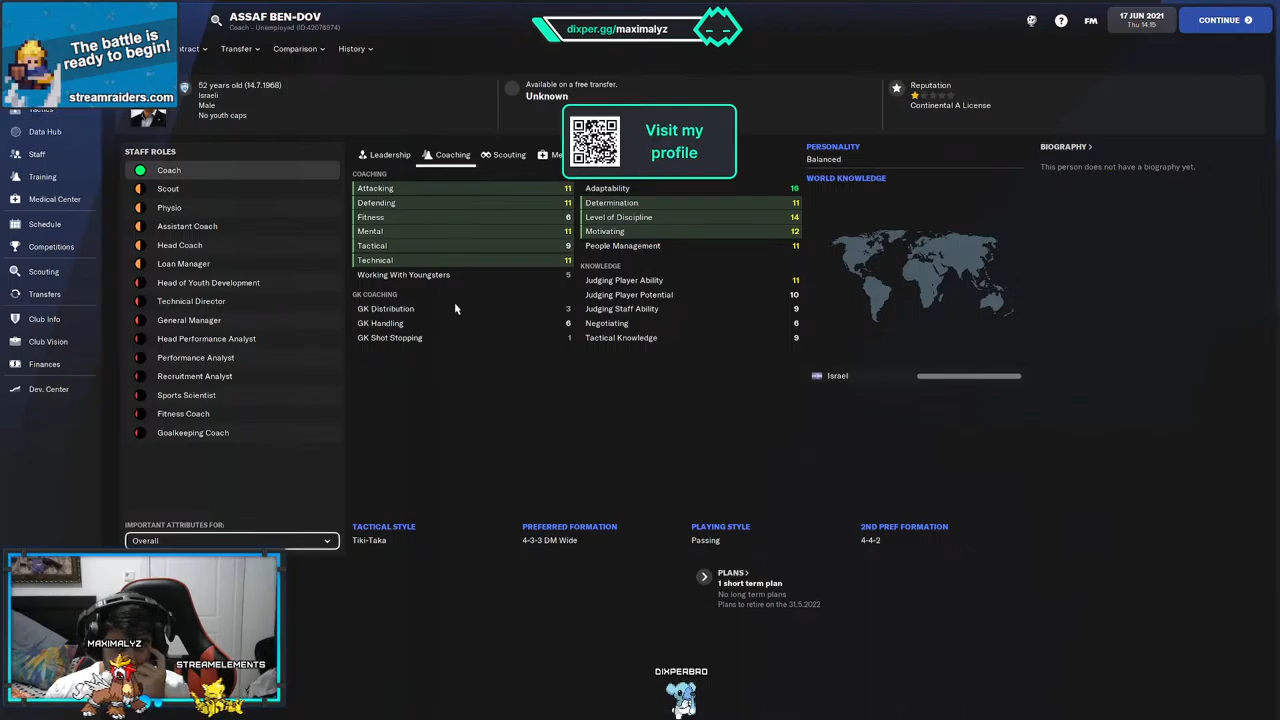 The battle is
ready to begin!
streamraiders.com
ASSAF BEN-DOV
Coach - Unemployed (ID:42076974)
dixper.gg/maximalyz
FM
17 JUN 2021
Thu 14.15
CONTINUE
Transfer
Comparison
History
52 years old (14.7.1968)
Israeli
Male
No youth caps
Available on a free transfer.
Unknown
Reputation
Continental A License
Visit my
profile
Data Hub
Staff
Training
Medical Center
Schedule
Competitions
Scouting
Transfers
Club Info
Club Vision
Finances
Dev. Center
STAFF ROLES
Coach
Scout
Physio
Assistant Coach
Head Coach
Loan Manager
Head of Youth Development
Technical Director
General Manager
Head Performance Analyst
Performance Analyst
Recruitment Analyst
Sports Scientist
Fitness Coach
Goalkeeping Coach
IMPORTANT ATTRIBUTES FOR:
Overall
Leadership
Coaching
Scouting
COACHING
Attacking 11
Defending 11
Fitness 6
Mental 11
Tactical 9
Technical 11
Working With Youngsters 5
GK COACHING
GK Distribution 3
GK Handling 6
GK Shot Stopping 1
Adaptability 16
Determination 11
Level of Discipline 14
Motivating 12
People Management 11
KNOWLEDGE
Judging Player Ability 11
Judging Player Potential 10
Judging Staff Ability 9
Negotiating 6
Tactical Knowledge 9
PERSONALITY
Balanced
WORLD KNOWLEDGE
Israel
BIOGRAPHY >
This person does not have a biography yet.
TACTICAL STYLE
Tiki-Taka
PREFERRED FORMATION
4-3-3 DM Wide
PLAYING STYLE
Passing
2ND PREF FORMATION
4-4-2
PLANS >
1 short term plan
No long term plans
Plans to retire on the 31.5.2022
MAXIMALYZ
STREAMELEMENTS
DIXPERBRO